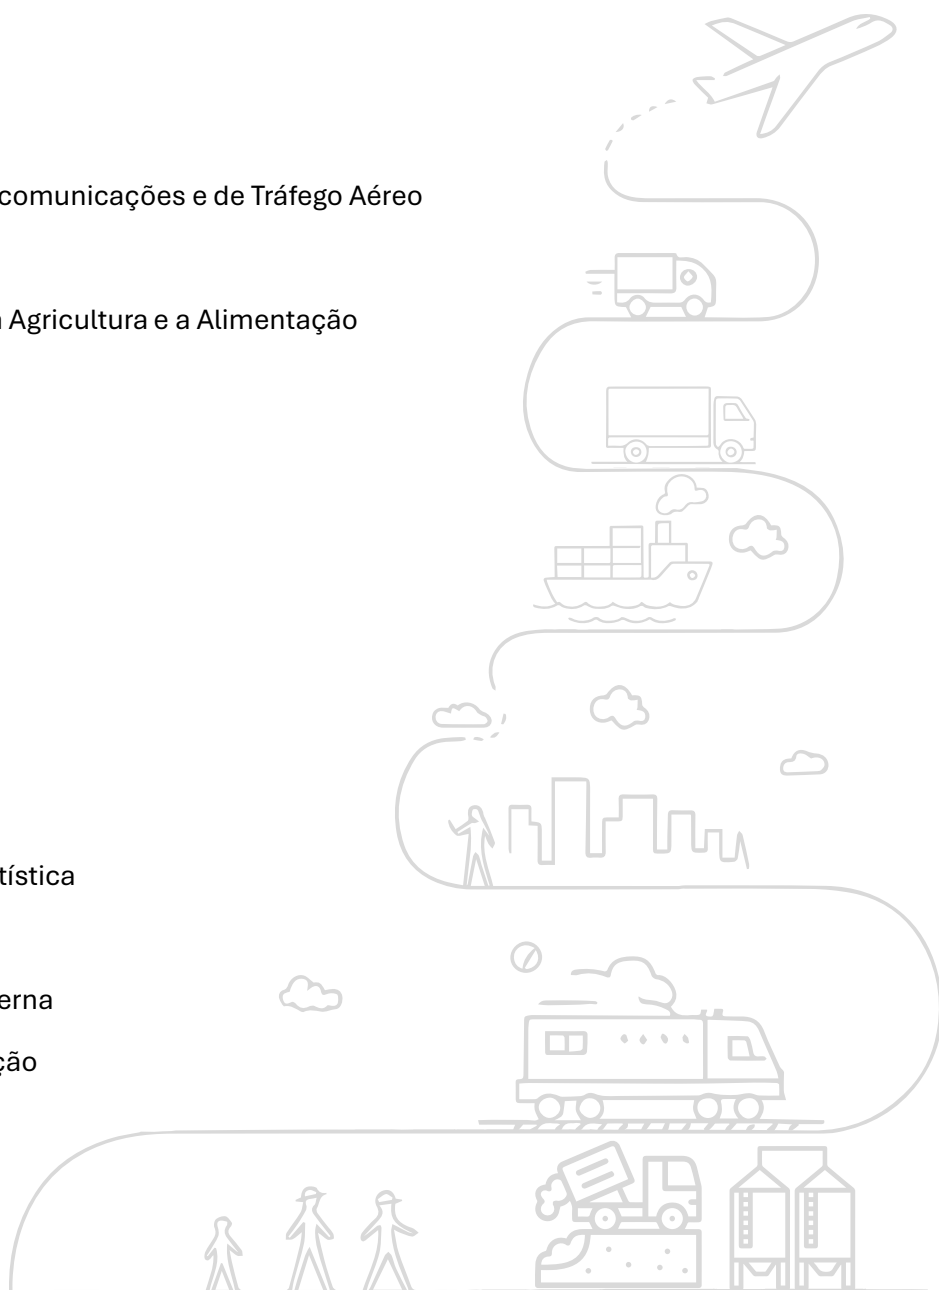 comunicações e de Tráfego Aéreo
Agricultura e a Alimentação
tística
erna
ção